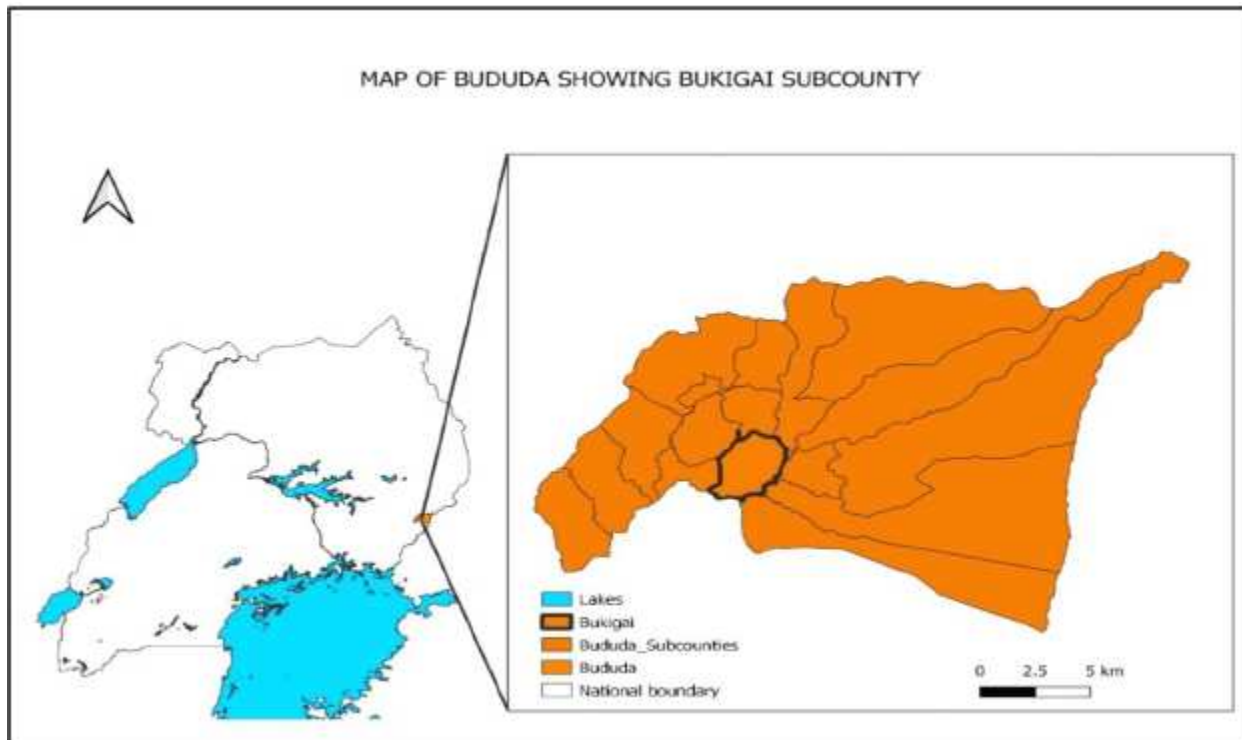 MAP OF BUDUDA SHOWING BUKIGAI SUBCOUNTY
Lakes
Bukigai
Bududa_Subcounties
Bududa
National boundary
0 2.5 5 km